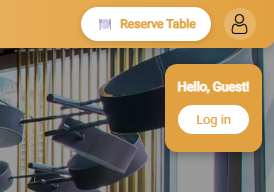 Reserve Table
Hello, Guest!
Log in